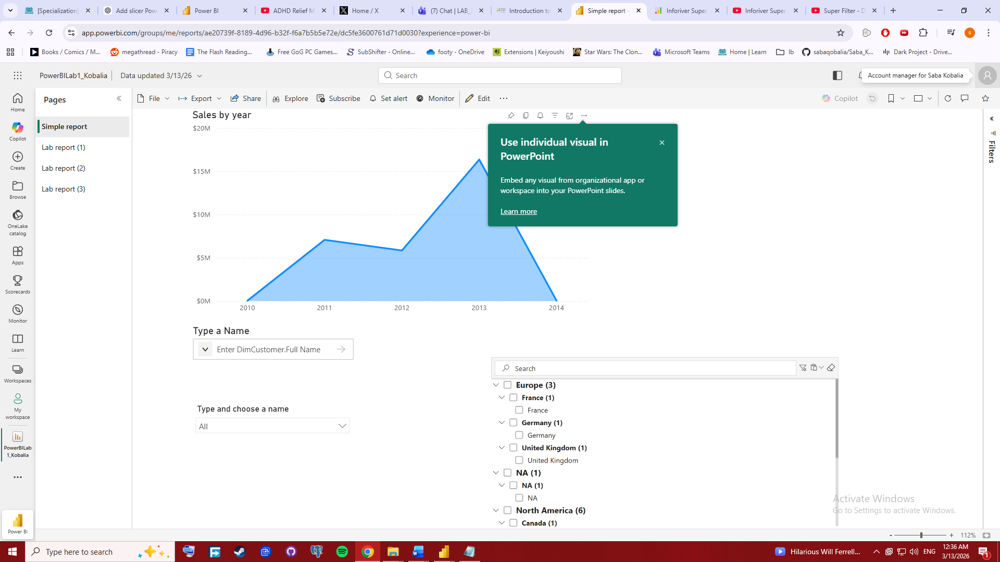 [Specialization]
Add slicer Pow
Power BI
ADHD Relief M
Home / X
(7) Chat | LAB_
Introduction to
Simple report -
Inforiver Super
Inforiver Super
Super Filter - D
app.powerbi.com/groups/me/reports/ae20739f-8189-4d96-b32f-f6a7b5b5e72e/dc5fe3600761d71d0030?experience=power-bi
S
Books / Comics / M...
megathread - Piracy
The Flash Reading...
Free GoG PC Games...
SubShifter - Online...
footy - OneDrive
Extensions | Keiyoushi
Star Wars: The Clon...
Microsoft Teams
Home | Learn
lb
sabaqobalia/Saba_K...
Dark Project - Drive...
PowerBILab1_Kobalia
Data updated 3/13/26
Search
Account manager for Saba Kobalia
Home
Copilot
Create
Browse
OneLake
catalog
Apps
Scorecards
Monitor
Learn
Workspaces
My
workspace
PowerBILab
1_Kobalia
Power BI
Pages
Simple report
Lab report (1)
Lab report (2)
Lab report (3)
File
Export
Share
Explore
Subscribe
Set alert
Monitor
Edit
Copilot
Sales by year
$20M
$15M
$10M
$5M
$0M
2010
2011
2012
2013
2014
Use individual visual in
PowerPoint
Embed any visual from organizational app or
workspace into your PowerPoint slides.
Learn more
Filters
Type a Name
Enter DimCustomer.Full Name
Type and choose a name
All
Search
Europe (3)
France (1)
France
Germany (1)
Germany
United Kingdom (1)
United Kingdom
NA (1)
NA (1)
NA
North America (6)
Canada (1)
Activate Windows
Go to Settings to activate Windows.
- + 112%
Type here to search
Hilarious Will Ferrell...
ENG
12:36 AM
3/13/2026
1